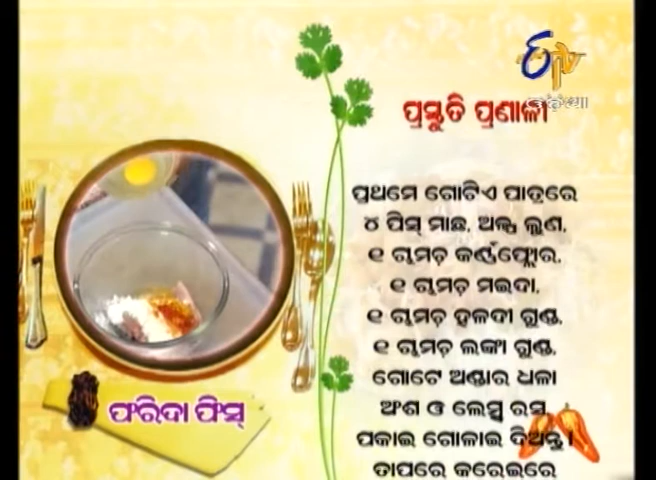 ପ୍ରସ୍ତୁତି ପ୍ରଣାଳୀ
ପ୍ରଥମେ ଗୋଟିଏ ପାତ୍ରରେ
୪ ପିସ୍ ମାଛ, ଅଳ୍ପ ଲୁଣ,
୧ ଚାମଚ କର୍ଣ୍ଣଫ୍ଲୋର,
୧ ଚାମଚ ମଇଦା,
୧ ଚାମଚ ହଳଦୀ ଗୁଣ୍ଡ,
୧ ଚାମଚ ଲଙ୍କା ଗୁଣ୍ଡ,
ଗୋଟେ ଅଣ୍ଡାର ଧଳା
ଅଂଶ ଓ ଲେମ୍ବୁ ରସ
ପକାଇ ଗୋଳାଇ ଦିଅନ୍ତୁ।
ତାପରେ କରେଇରେ
ଫରିଦା ଫିସ୍